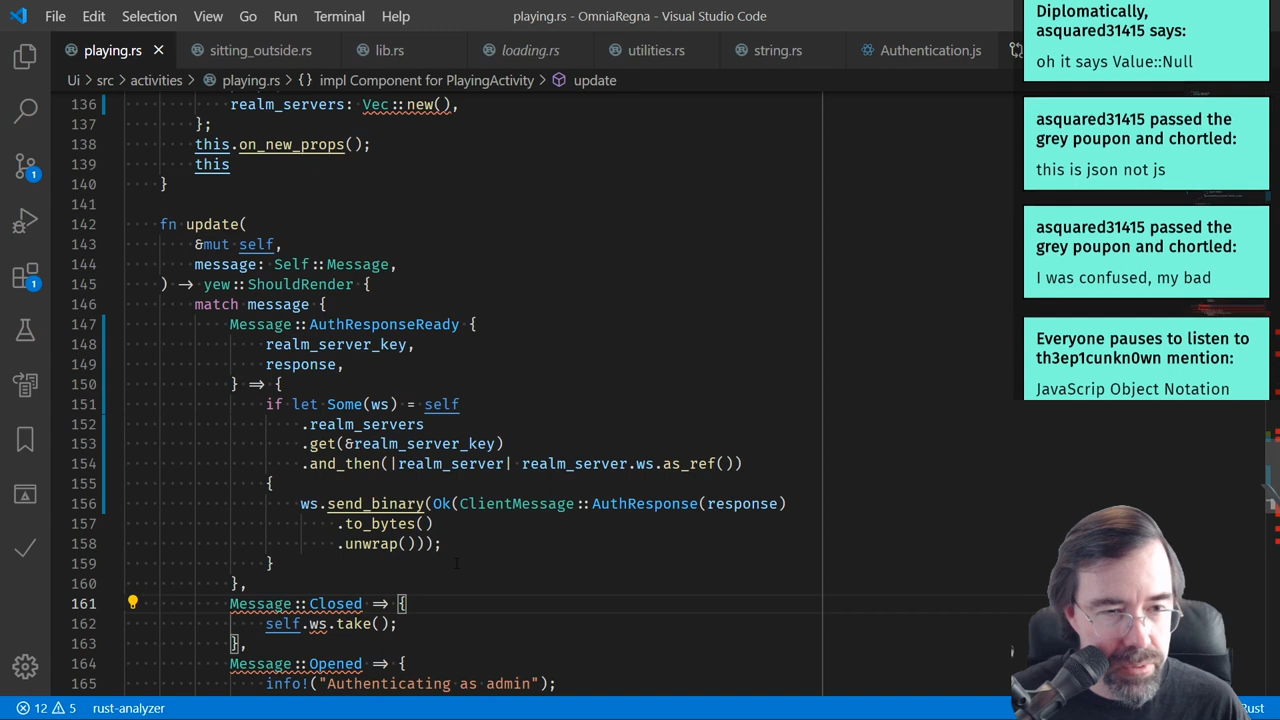 File Edit Selection View Go Run Terminal Help playing.rs - OmniaRegna - Visual Studio Code
playing.rs sitting_outside.rs lib.rs loading.rs utilities.rs string.rs Authentication.js
Ui › src › activities › playing.rs › {} impl Component for PlayingActivity › update
136 realm_servers: Vec::new(),
137 };
138 this.on_new_props();
139 this
140 }
141
142 fn update(
143 &mut self,
144 message: Self::Message,
145 ) -> yew::ShouldRender {
146 match message {
147 Message::AuthResponseReady {
148 realm_server_key,
149 response,
150 } => {
151 if let Some(ws) = self
152 .realm_servers
153 .get(&realm_server_key)
154 .and_then(|realm_server| realm_server.ws.as_ref())
155 {
156 ws.send_binary(Ok(ClientMessage::AuthResponse(response)
157 .to_bytes()
158 .unwrap()));
159 }
160 },
161 Message::Closed => {
162 self.ws.take();
163 },
164 Message::Opened => {
165 info!("Authenticating as admin");
1
1
12 5 rust-analyzer
Rust
Diplomatically,
asquared31415 says:
oh it says Value::Null
asquared31415 passed the
grey poupon and chortled:
this is json not js
asquared31415 passed the
grey poupon and chortled:
I was confused, my bad
Everyone pauses to listen to
th3ep1cunkn0wn mention:
JavaScrip Object Notation